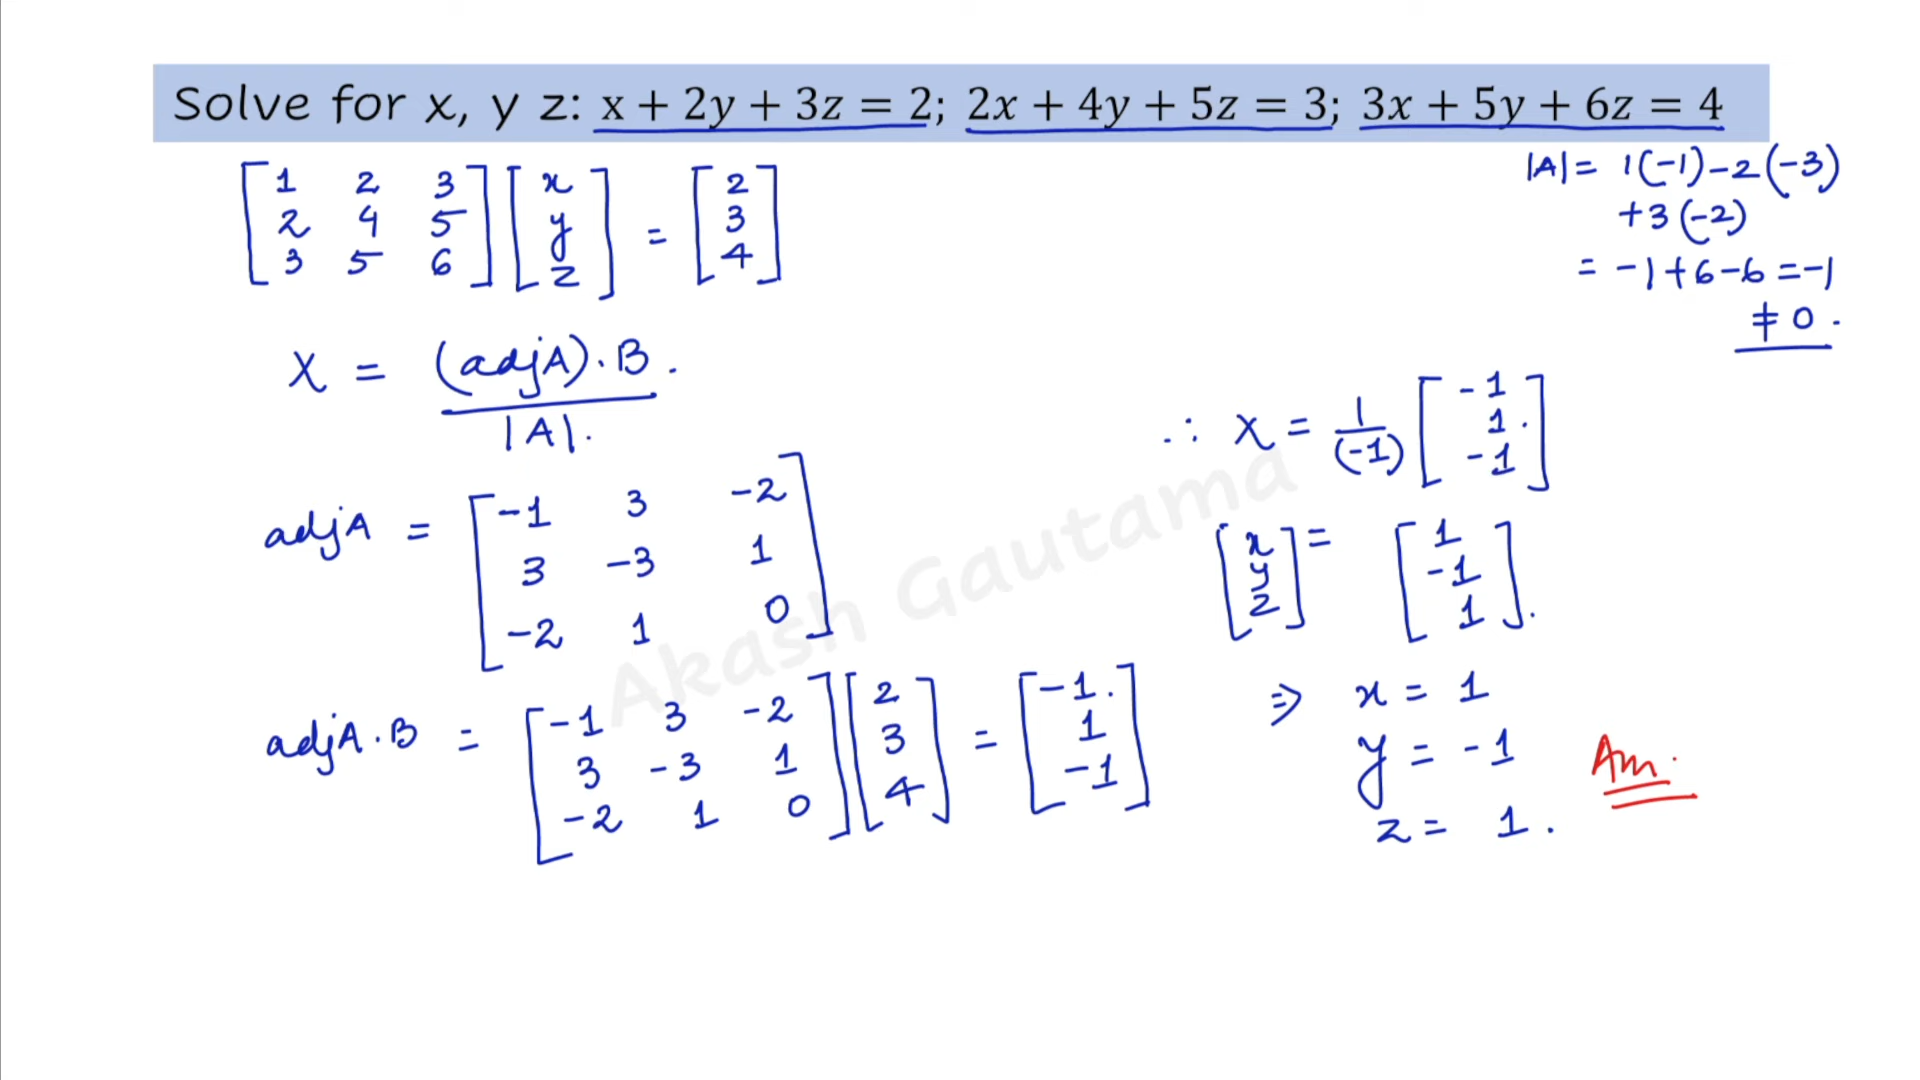 Solve for x, y z: x + 2y + 3z = 2; 2x + 4y + 5z = 3; 3x + 5y + 6z = 4
[1 2 3
2 4 5
3 5 6] [x
y
z] = [2
3
4]
|A| = 1(-1) - 2(-3)
+3(-2)
= -1+6-6 = -1
≠ 0.
X = (adjA).B.
|A|.
adjA = [-1 3 -2
3 -3 1
-2 1 0]
adjA.B = [-1 3 -2
3 -3 1
-2 1 0] [2
3
4] = [-1.
1
-1]
∴ X = 1/(-1) [-1
1.
-1]
[x
y
z] = [1
-1
1].
⇒ x = 1
y = -1
z = 1.
Ans.
Akash Gautama